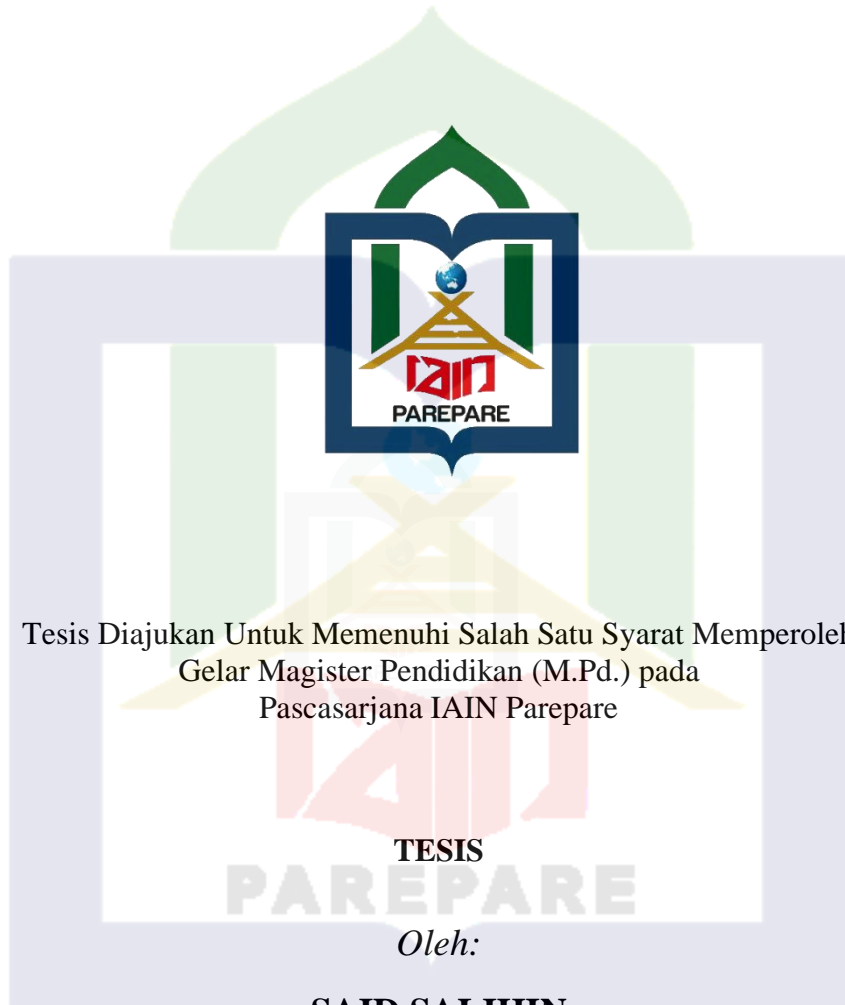 iain
PAREPARE
Tesis Diajukan Untuk Memenuhi Salah Satu Syarat Memperoleh
Gelar Magister Pendidikan (M.Pd.) pada
Pascasarjana IAIN Parepare
TESIS
PAREPARE
Oleh: